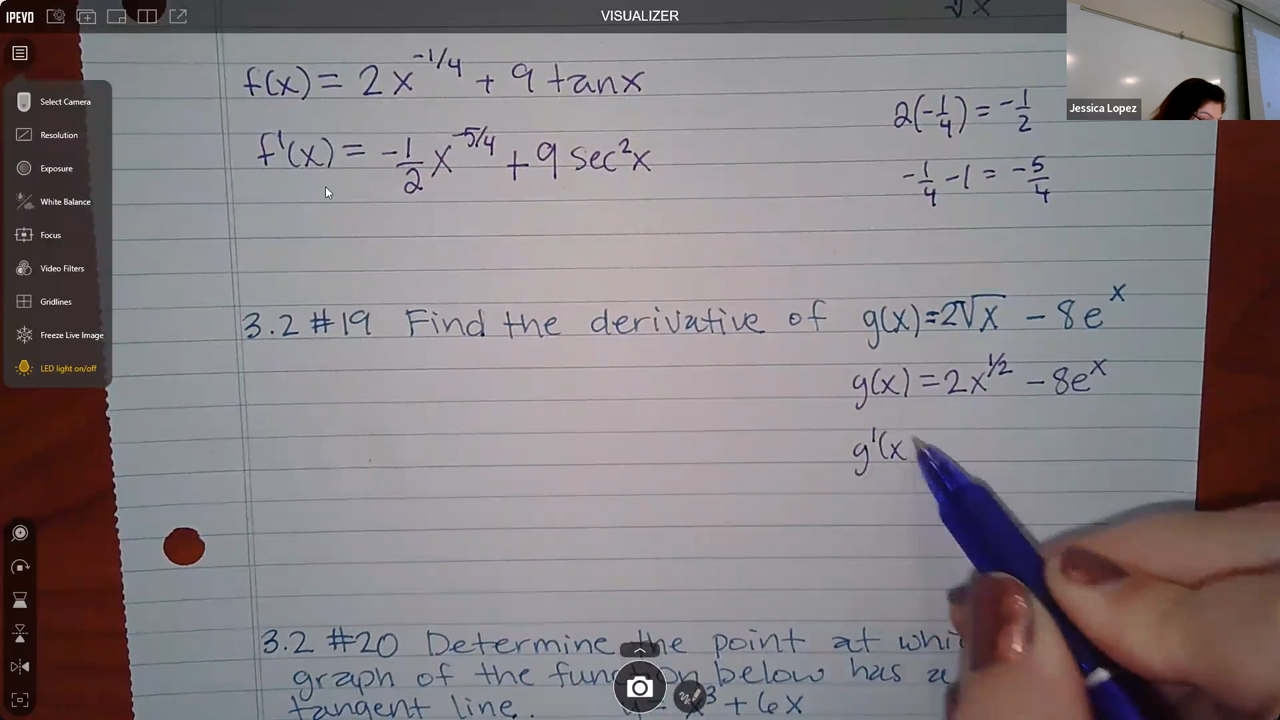 IPEVO
VISUALIZER
√x
Jessica Lopez
Select Camera
Resolution
Exposure
White Balance
Focus
Video Filters
Gridlines
Freeze Live Image
LED light on/off
f(x) = 2x^-1/4 + 9 tanx
2(-1/4) = -1/2
f'(x) = -1/2 x^-5/4 + 9 sec²x
-1/4 - 1 = -5/4
3.2 #19 Find the derivative of g(x)=2√x - 8e^x
g(x) = 2x^1/2 - 8e^x
g'(x
3.2 #20 Determine the point at
graph of the function below has a
tangent line. x³ + 6x